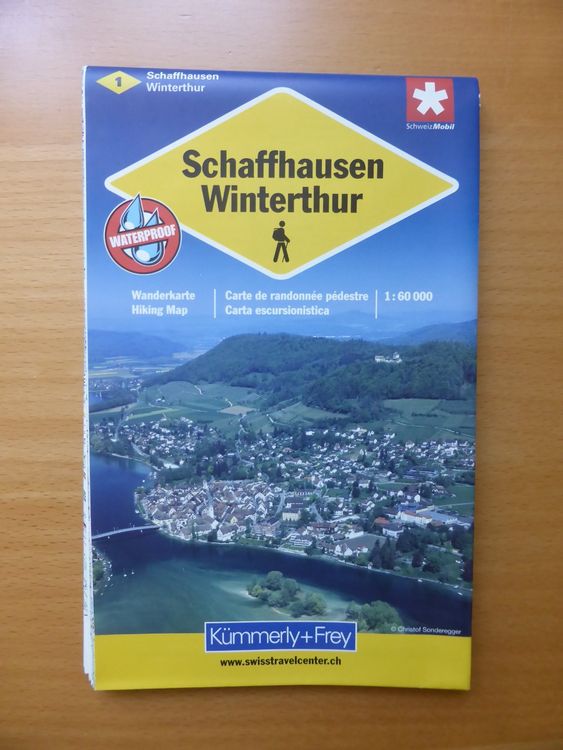 1
Schaffhausen
Winterthur
SchweizMobil
Schaffhausen
Winterthur
WATERPROOF
Wanderkarte
Hiking Map
Carte de randonnée pédestre
Carta escursionistica
1:60 000
© Christof Sonderegger
Kümmerly+Frey
www.swisstravelcenter.ch